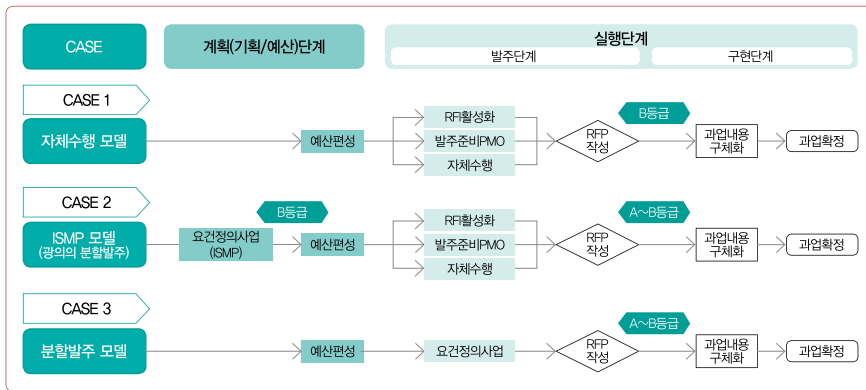 CASE
계획(기획/예산)단계
실행단계
발주단계
구현단계
CASE 1
자체수행 모델
예산편성
RFI활성화
발주준비PMO
자체수행
RFP
작성
B등급
과업내용
구체화
과업확정
CASE 2
ISMP 모델
(광의의 분할발주)
요건정의사업
(ISMP)
B등급
예산편성
RFI활성화
발주준비PMO
자체수행
RFP
작성
A~B등급
과업내용
구체화
과업확정
CASE 3
분할발주 모델
예산편성
요건정의사업
RFP
작성
A~B등급
과업내용
구체화
과업확정